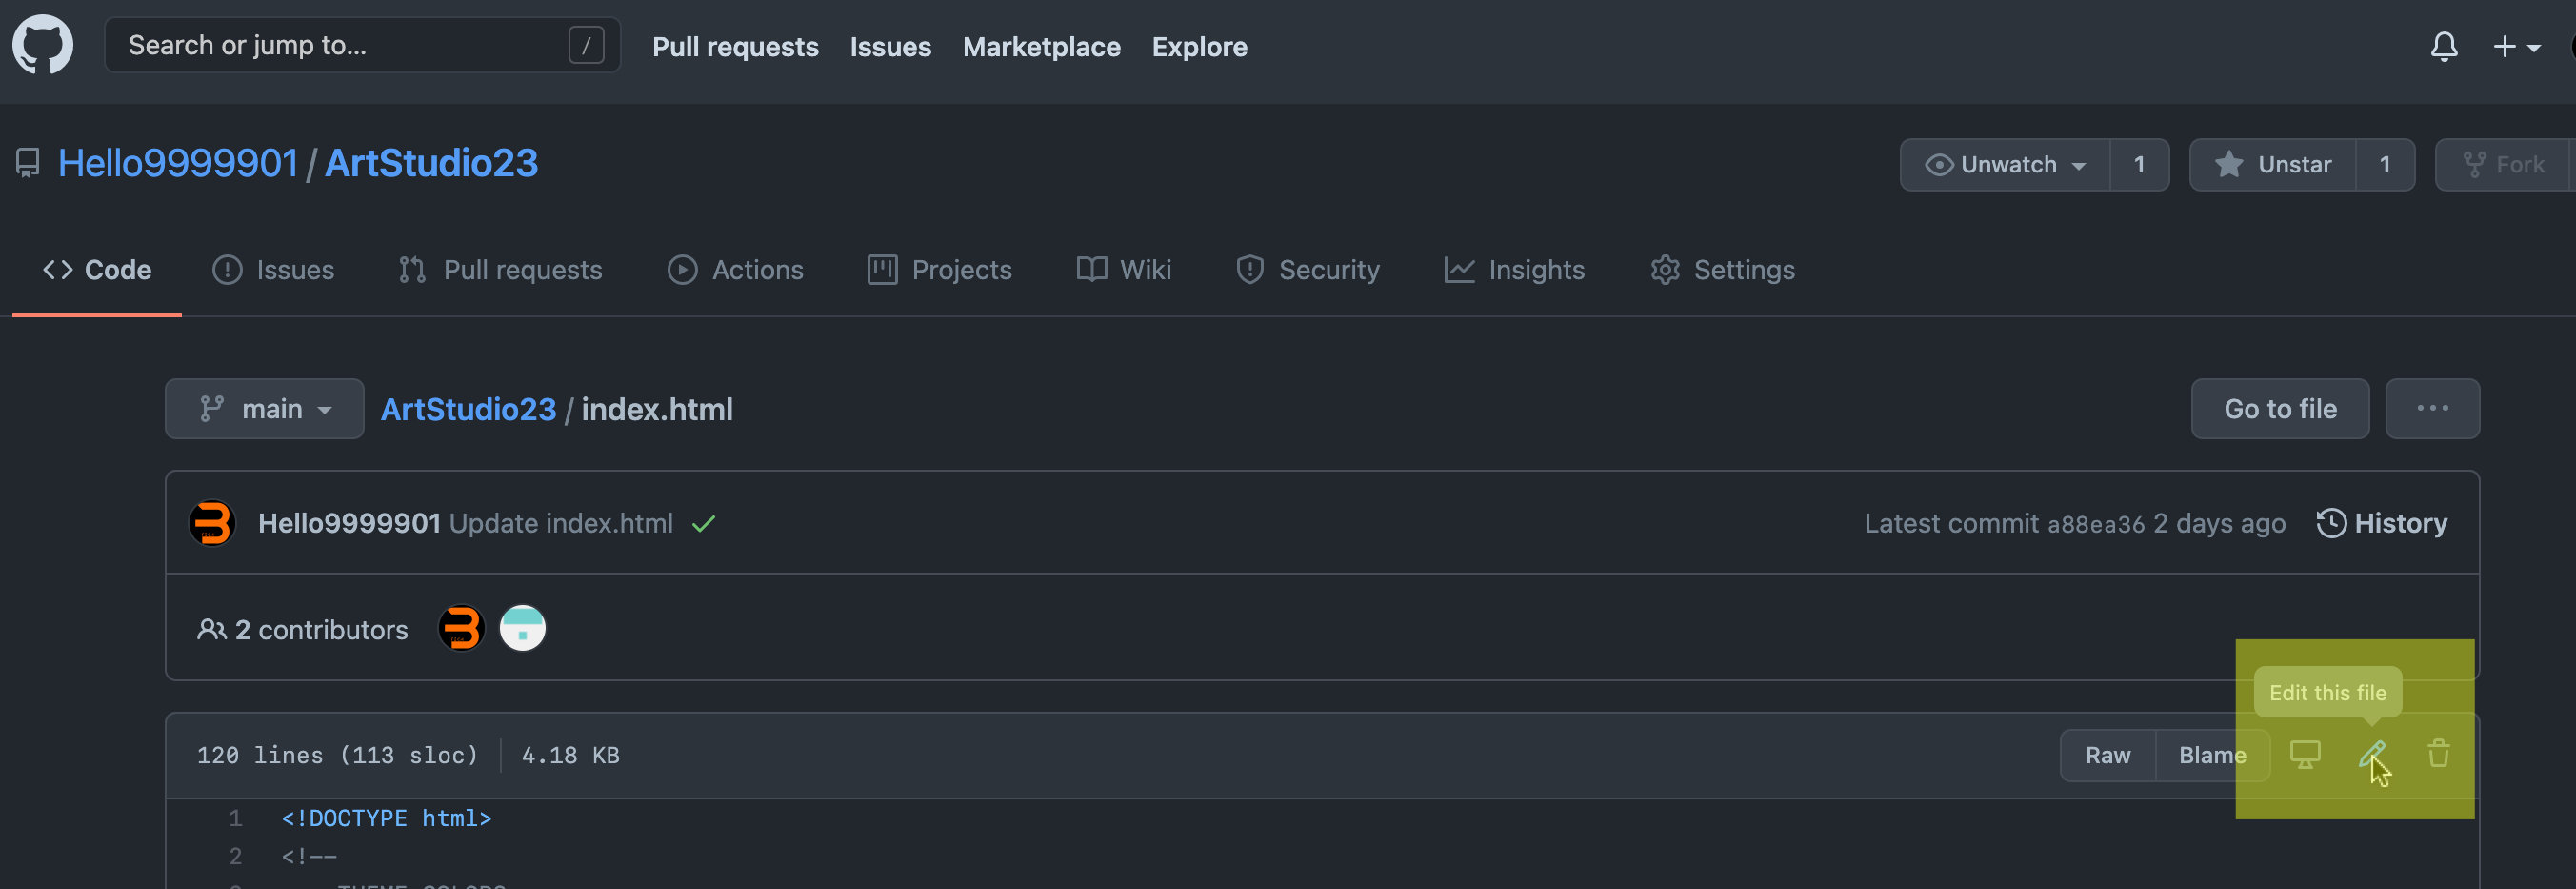 Search or jump to... / Pull requests Issues Marketplace Explore
Hello9999901 / ArtStudio23 Unwatch 1 Unstar 1 Fork
Code Issues Pull requests Actions Projects Wiki Security Insights Settings
main ArtStudio23 / index.html Go to file ...
Hello9999901 Update index.html Latest commit a88ea36 2 days ago History
2 contributors
Edit this file
120 lines (113 sloc) 4.18 KB Raw Blame
1 <!DOCTYPE html>
2 <!--
3 THEME COLORS